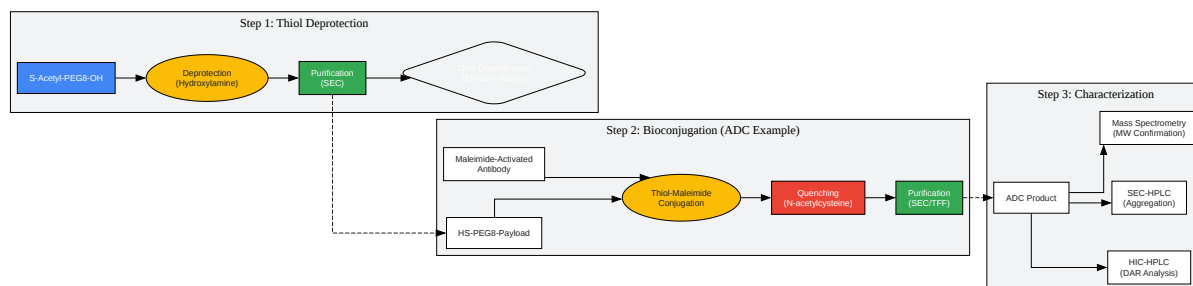 Step 1: Thiol Deprotection
S-Acetyl-PEG8-OH
Deprotection
(Hydroxylamine)
Purification
(SEC)
Step 2: Bioconjugation (ADC Example)
Maleimide-Activated
Antibody
HS-PEG8-Payload
Thiol-Maleimide
Conjugation
Quenching
(N-acetylcysteine)
Purification
(SEC/TFF)
Step 3: Characterization
ADC Product
Mass Spectrometry
(MW Confirmation)
SEC-HPLC
(Aggregation)
HIC-HPLC
(DAR Analysis)